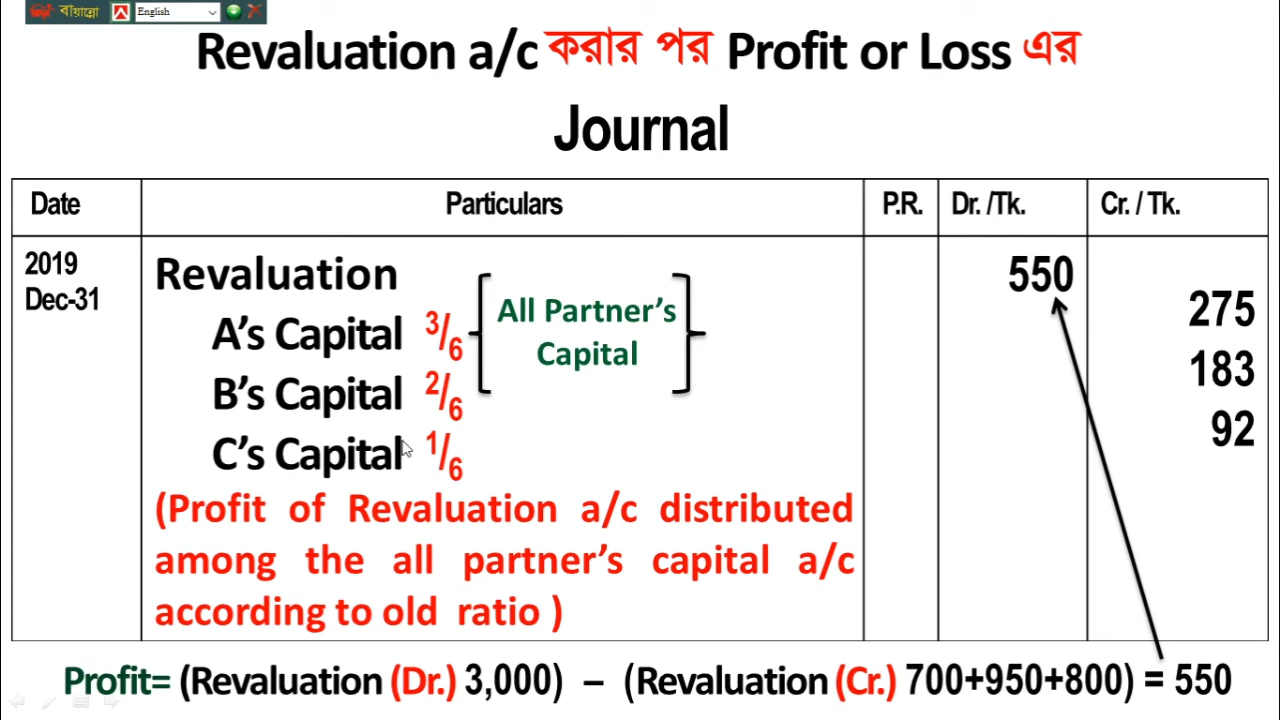 বায়ান্নো English
Revaluation a/c করার পর Profit or Loss এর
Journal
Date Particulars P.R. Dr. /Tk. Cr. / Tk.
2019
Dec-31
Revaluation 550
A's Capital 3/6 275
B's Capital 2/6 183
C's Capital 1/6 92
All Partner's
Capital
(Profit of Revaluation a/c distributed
among the all partner's capital a/c
according to old ratio )
Profit= (Revaluation (Dr.) 3,000) – (Revaluation (Cr.) 700+950+800) = 550